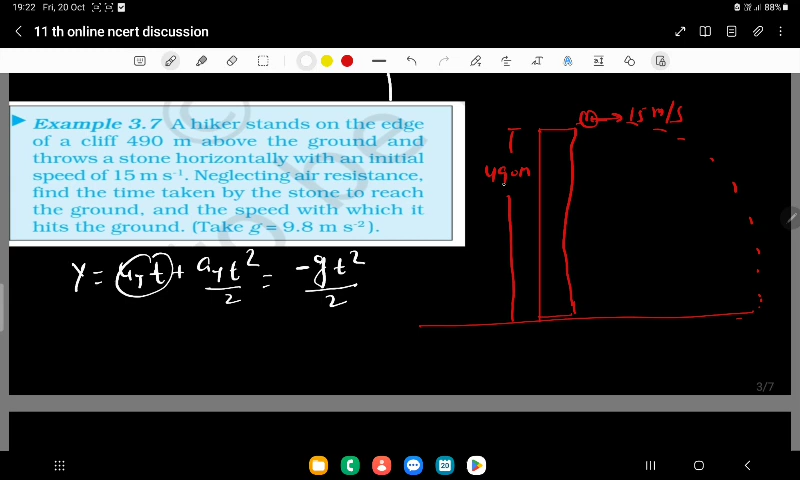 19:22 Fri, 20 Oct
88%
11 th online ncert discussion
Example 3.7 A hiker stands on the edge
of a cliff 490 m above the ground and
throws a stone horizontally with an initial
speed of 15 m s⁻¹. Neglecting air resistance,
find the time taken by the stone to reach
the ground, and the speed with which it
hits the ground. (Take g = 9.8 m s⁻²).
m → 15 m/s
490m
y = uyt + ayt²/2 = -gt²/2
3/7
20